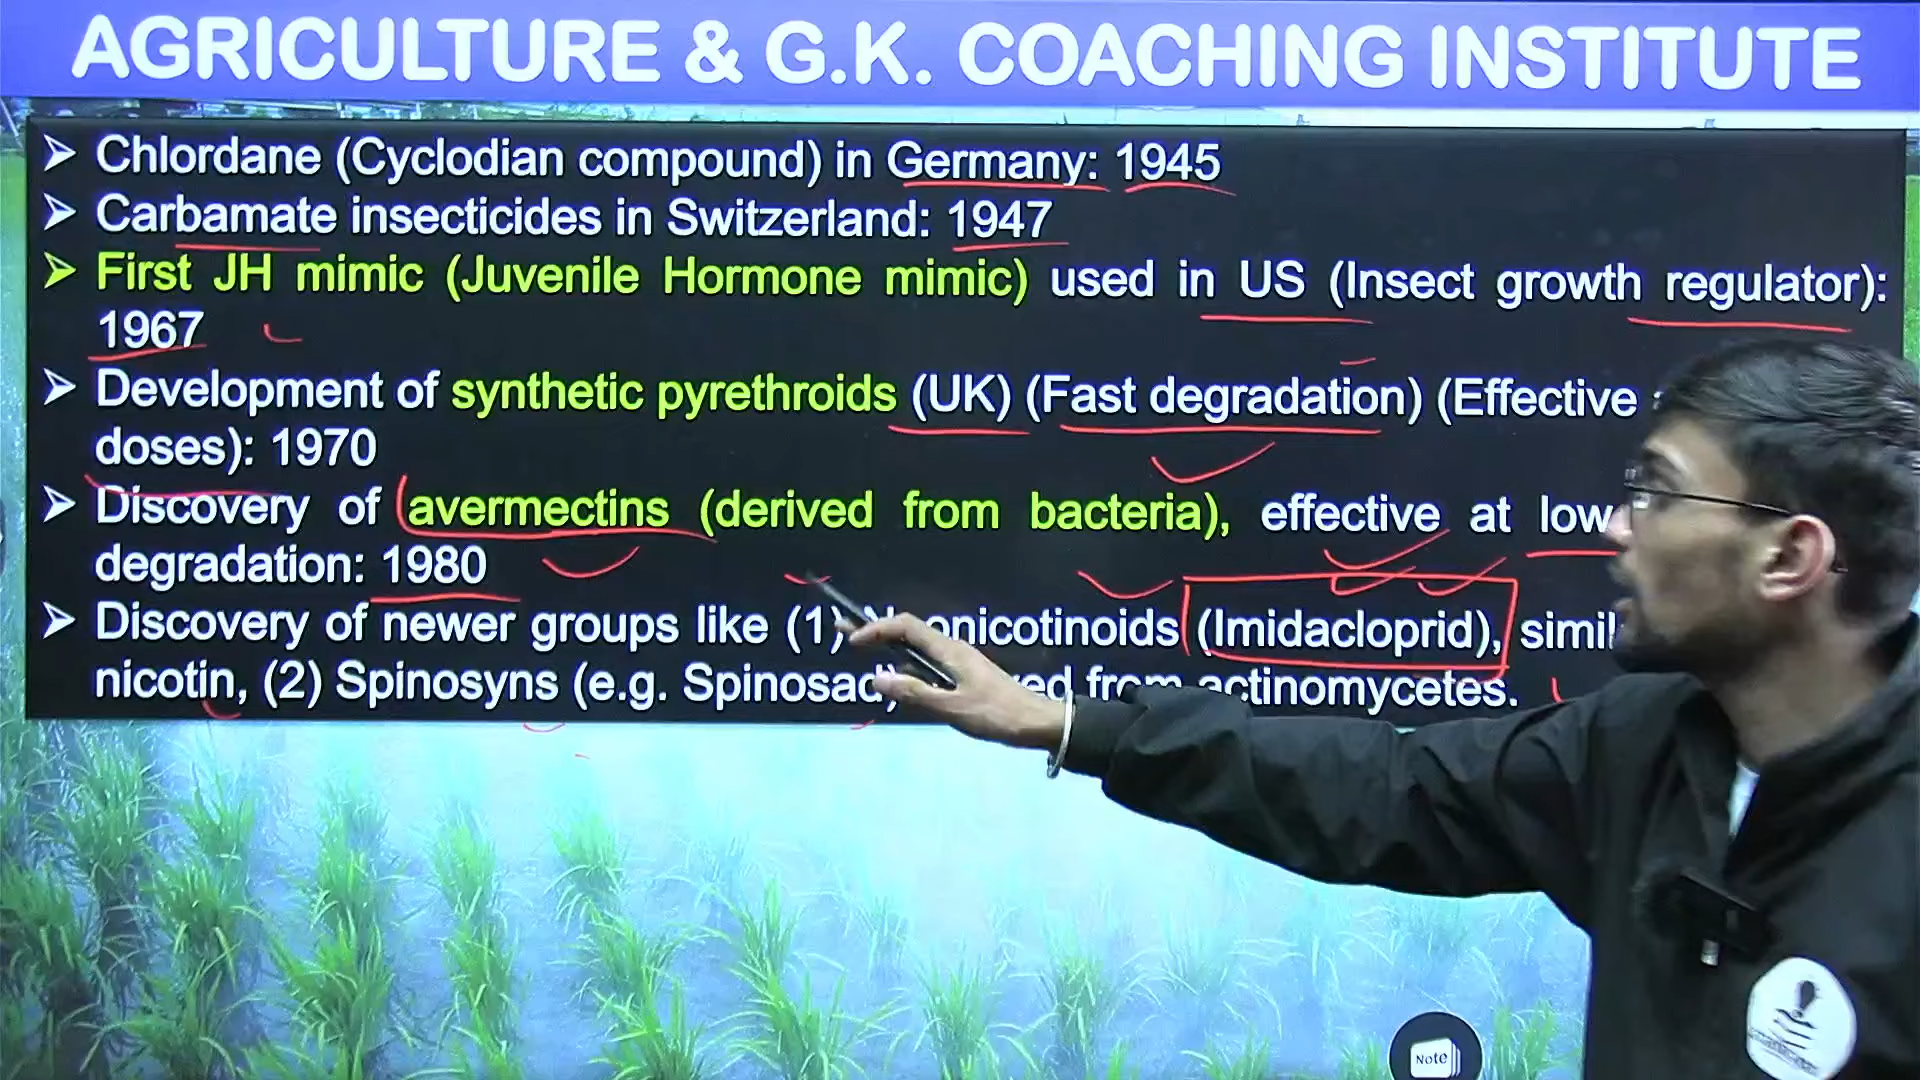 AGRICULTURE & G.K. COACHING INSTITUTE
➢ Chlordane (Cyclodian compound) in Germany: 1945
➢ Carbamate insecticides in Switzerland: 1947
➢ First JH mimic (Juvenile Hormone mimic) used in US (Insect growth regulator):
1967
➢ Development of synthetic pyrethroids (UK) (Fast degradation) (Effective
doses): 1970
➢ Discovery of avermectins (derived from bacteria), effective at low
degradation: 1980
➢ Discovery of newer groups like (1) (Imidacloprid),
nicotin, (2) Spinosyns (e.g. Spinosad) from actinomycetes.
Note